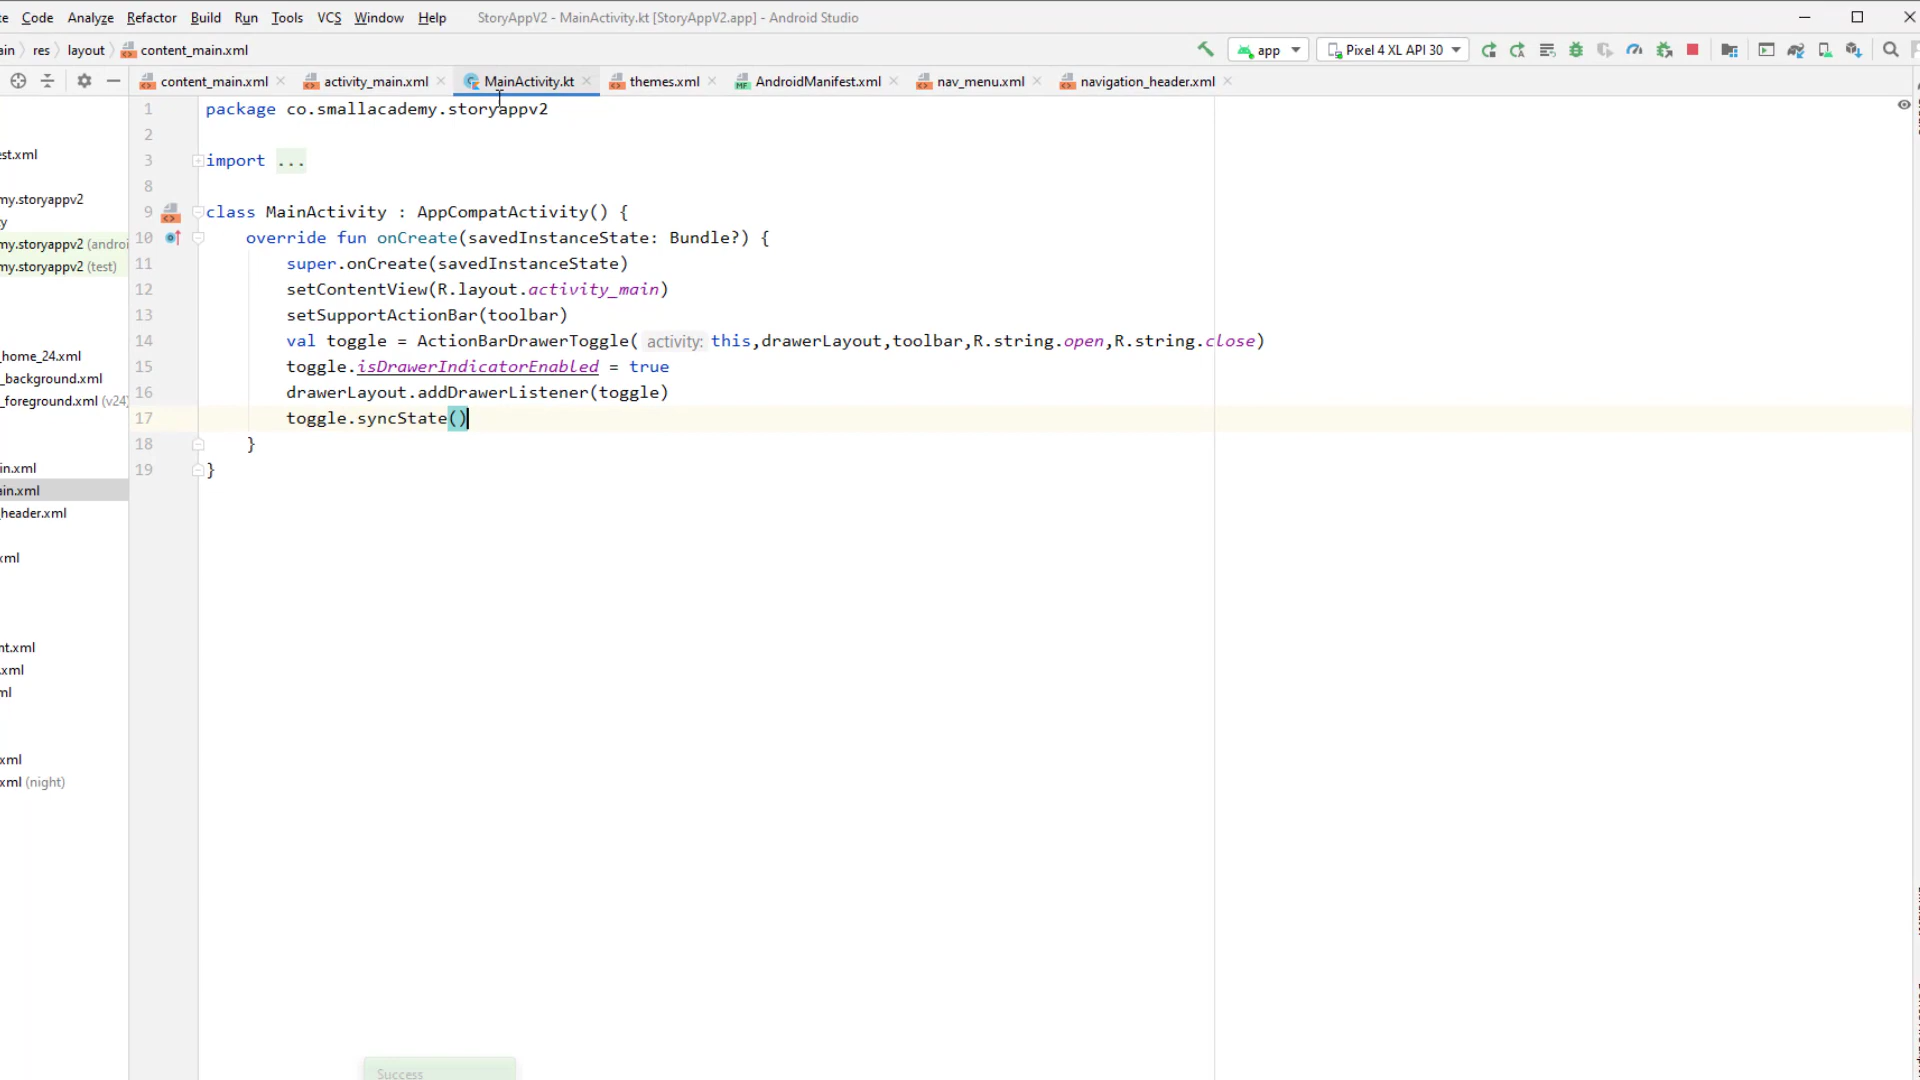 Code Analyze Refactor Build Run Tools VCS Window Help StoryAppV2 - MainActivity.kt [StoryAppV2.app] - Android Studio
ain res layout content_main.xml app Pixel 4 XL API 30
content_main.xml activity_main.xml MainActivity.kt themes.xml AndroidManifest.xml nav_menu.xml navigation_header.xml
1 package co.smallacademy.storyappv2
2
3 import ...
8
9 class MainActivity : AppCompatActivity() {
10 override fun onCreate(savedInstanceState: Bundle?) {
11 super.onCreate(savedInstanceState)
12 setContentView(R.layout.activity_main)
13 setSupportActionBar(toolbar)
14 val toggle = ActionBarDrawerToggle( activity: this,drawerLayout,toolbar,R.string.open,R.string.close)
15 toggle.isDrawerIndicatorEnabled = true
16 drawerLayout.addDrawerListener(toggle)
17 toggle.syncState()
18 }
19 }
est.xml
my.storyappv2
y
my.storyappv2 (androi
my.storyappv2 (test)
_home_24.xml
_background.xml
_foreground.xml (v24)
in.xml
ain.xml
_header.xml
xml
nt.xml
.xml
ml
xml
xml (night)
Success